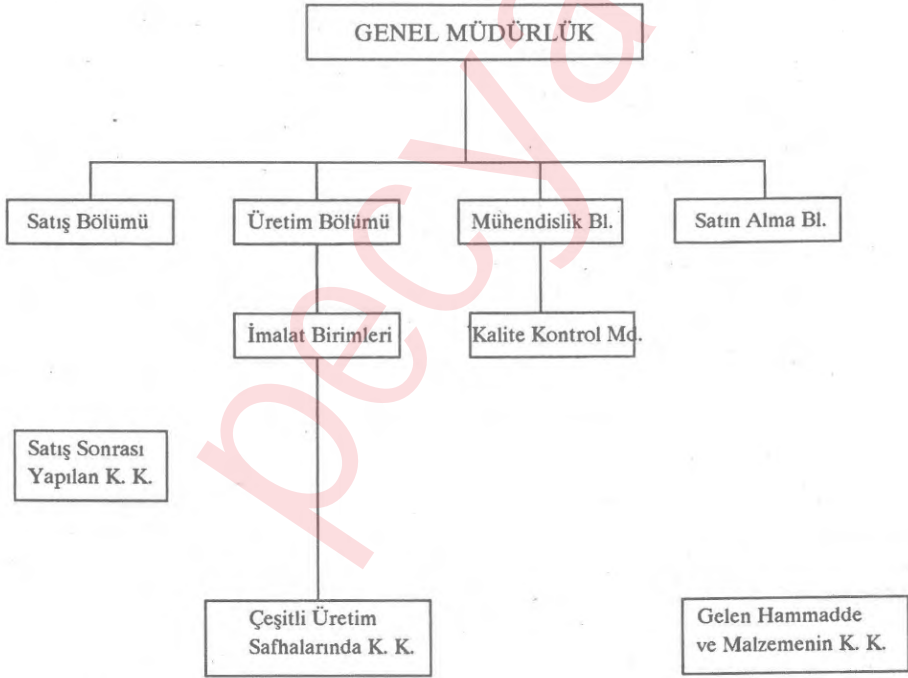 GENEL MÜDÜRLÜK
Satış Bölümü
Üretim Bölümü
Mühendislik Bl.
Satın Alma Bl.
İmalat Birimleri
Kalite Kontrol Md.
Satış Sonrası
Yapılan K. K.
Çeşitli Üretim
Safhalarında K. K.
Gelen Hammadde
ve Malzemenin K. K.
pecya